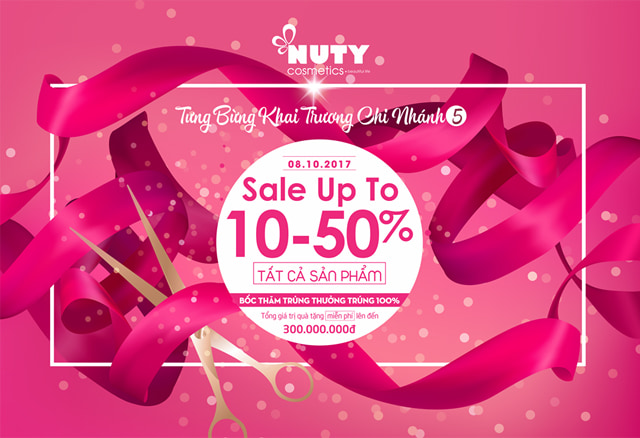 NUTY
cosmetics beautiful life
Tưng Bừng Khai Trương Chi Nhánh 5
08.10.2017
Sale Up To
10-50%
TẤT CẢ SẢN PHẨM
BỐC THĂM TRÚNG THƯỞNG TRÚNG 100%
Tổng giá trị quà tặng miễn phí lên đến
300.000.000đ